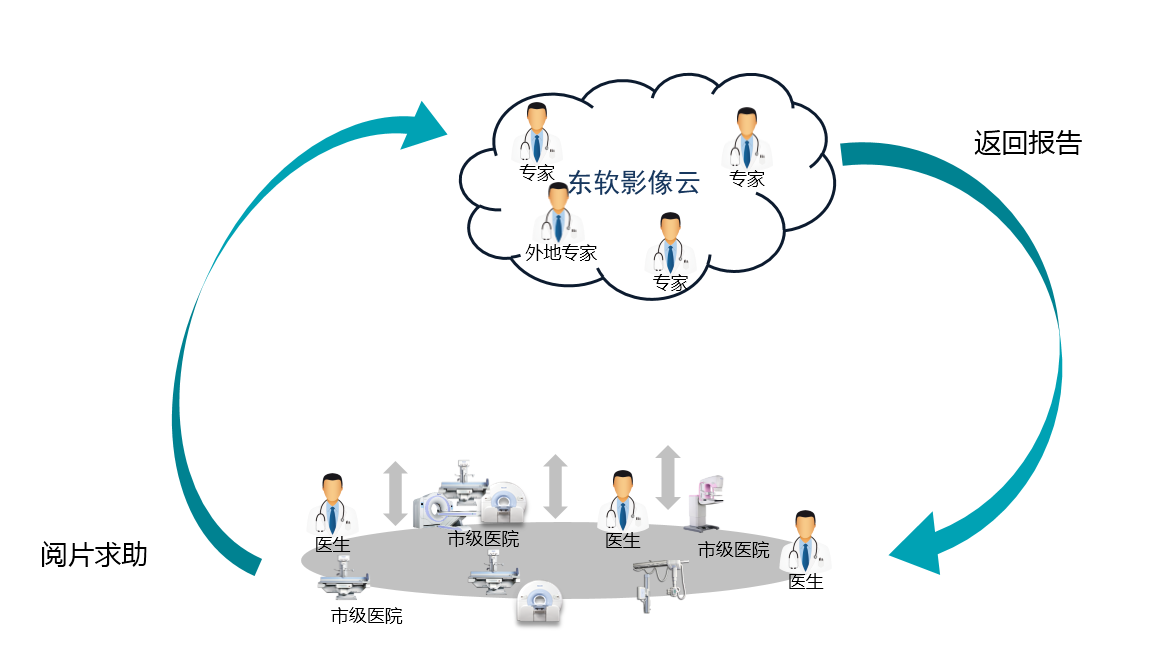 返回报告
专家
东软影像云
专家
外地专家
专家
阅片求助
医生
市级医院
医生
市级医院
医生
市级医院